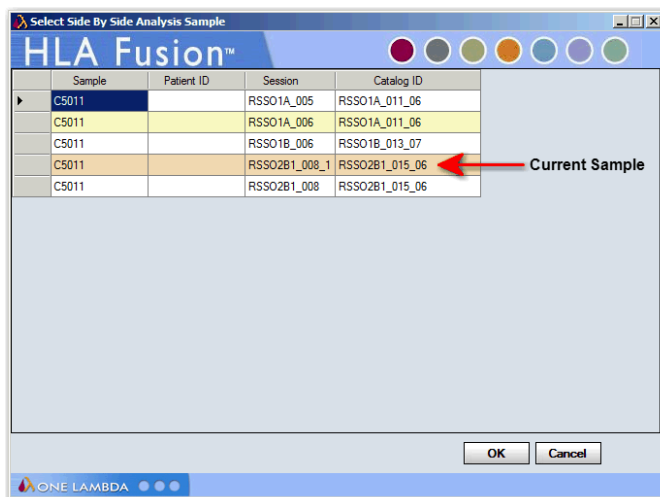 Select Side By Side Analysis Sample
HLA Fusion™
Sample Patient ID Session Catalog ID
C5011 RSSO1A_005 RSSO1A_011_06
C5011 RSSO1A_006 RSSO1A_011_06
C5011 RSSO1B_006 RSSO1B_013_07
C5011 RSSO2B1_008_1 RSSO2B1_015_06 Current Sample
C5011 RSSO2B1_008 RSSO2B1_015_06
OK Cancel
ONE LAMBDA